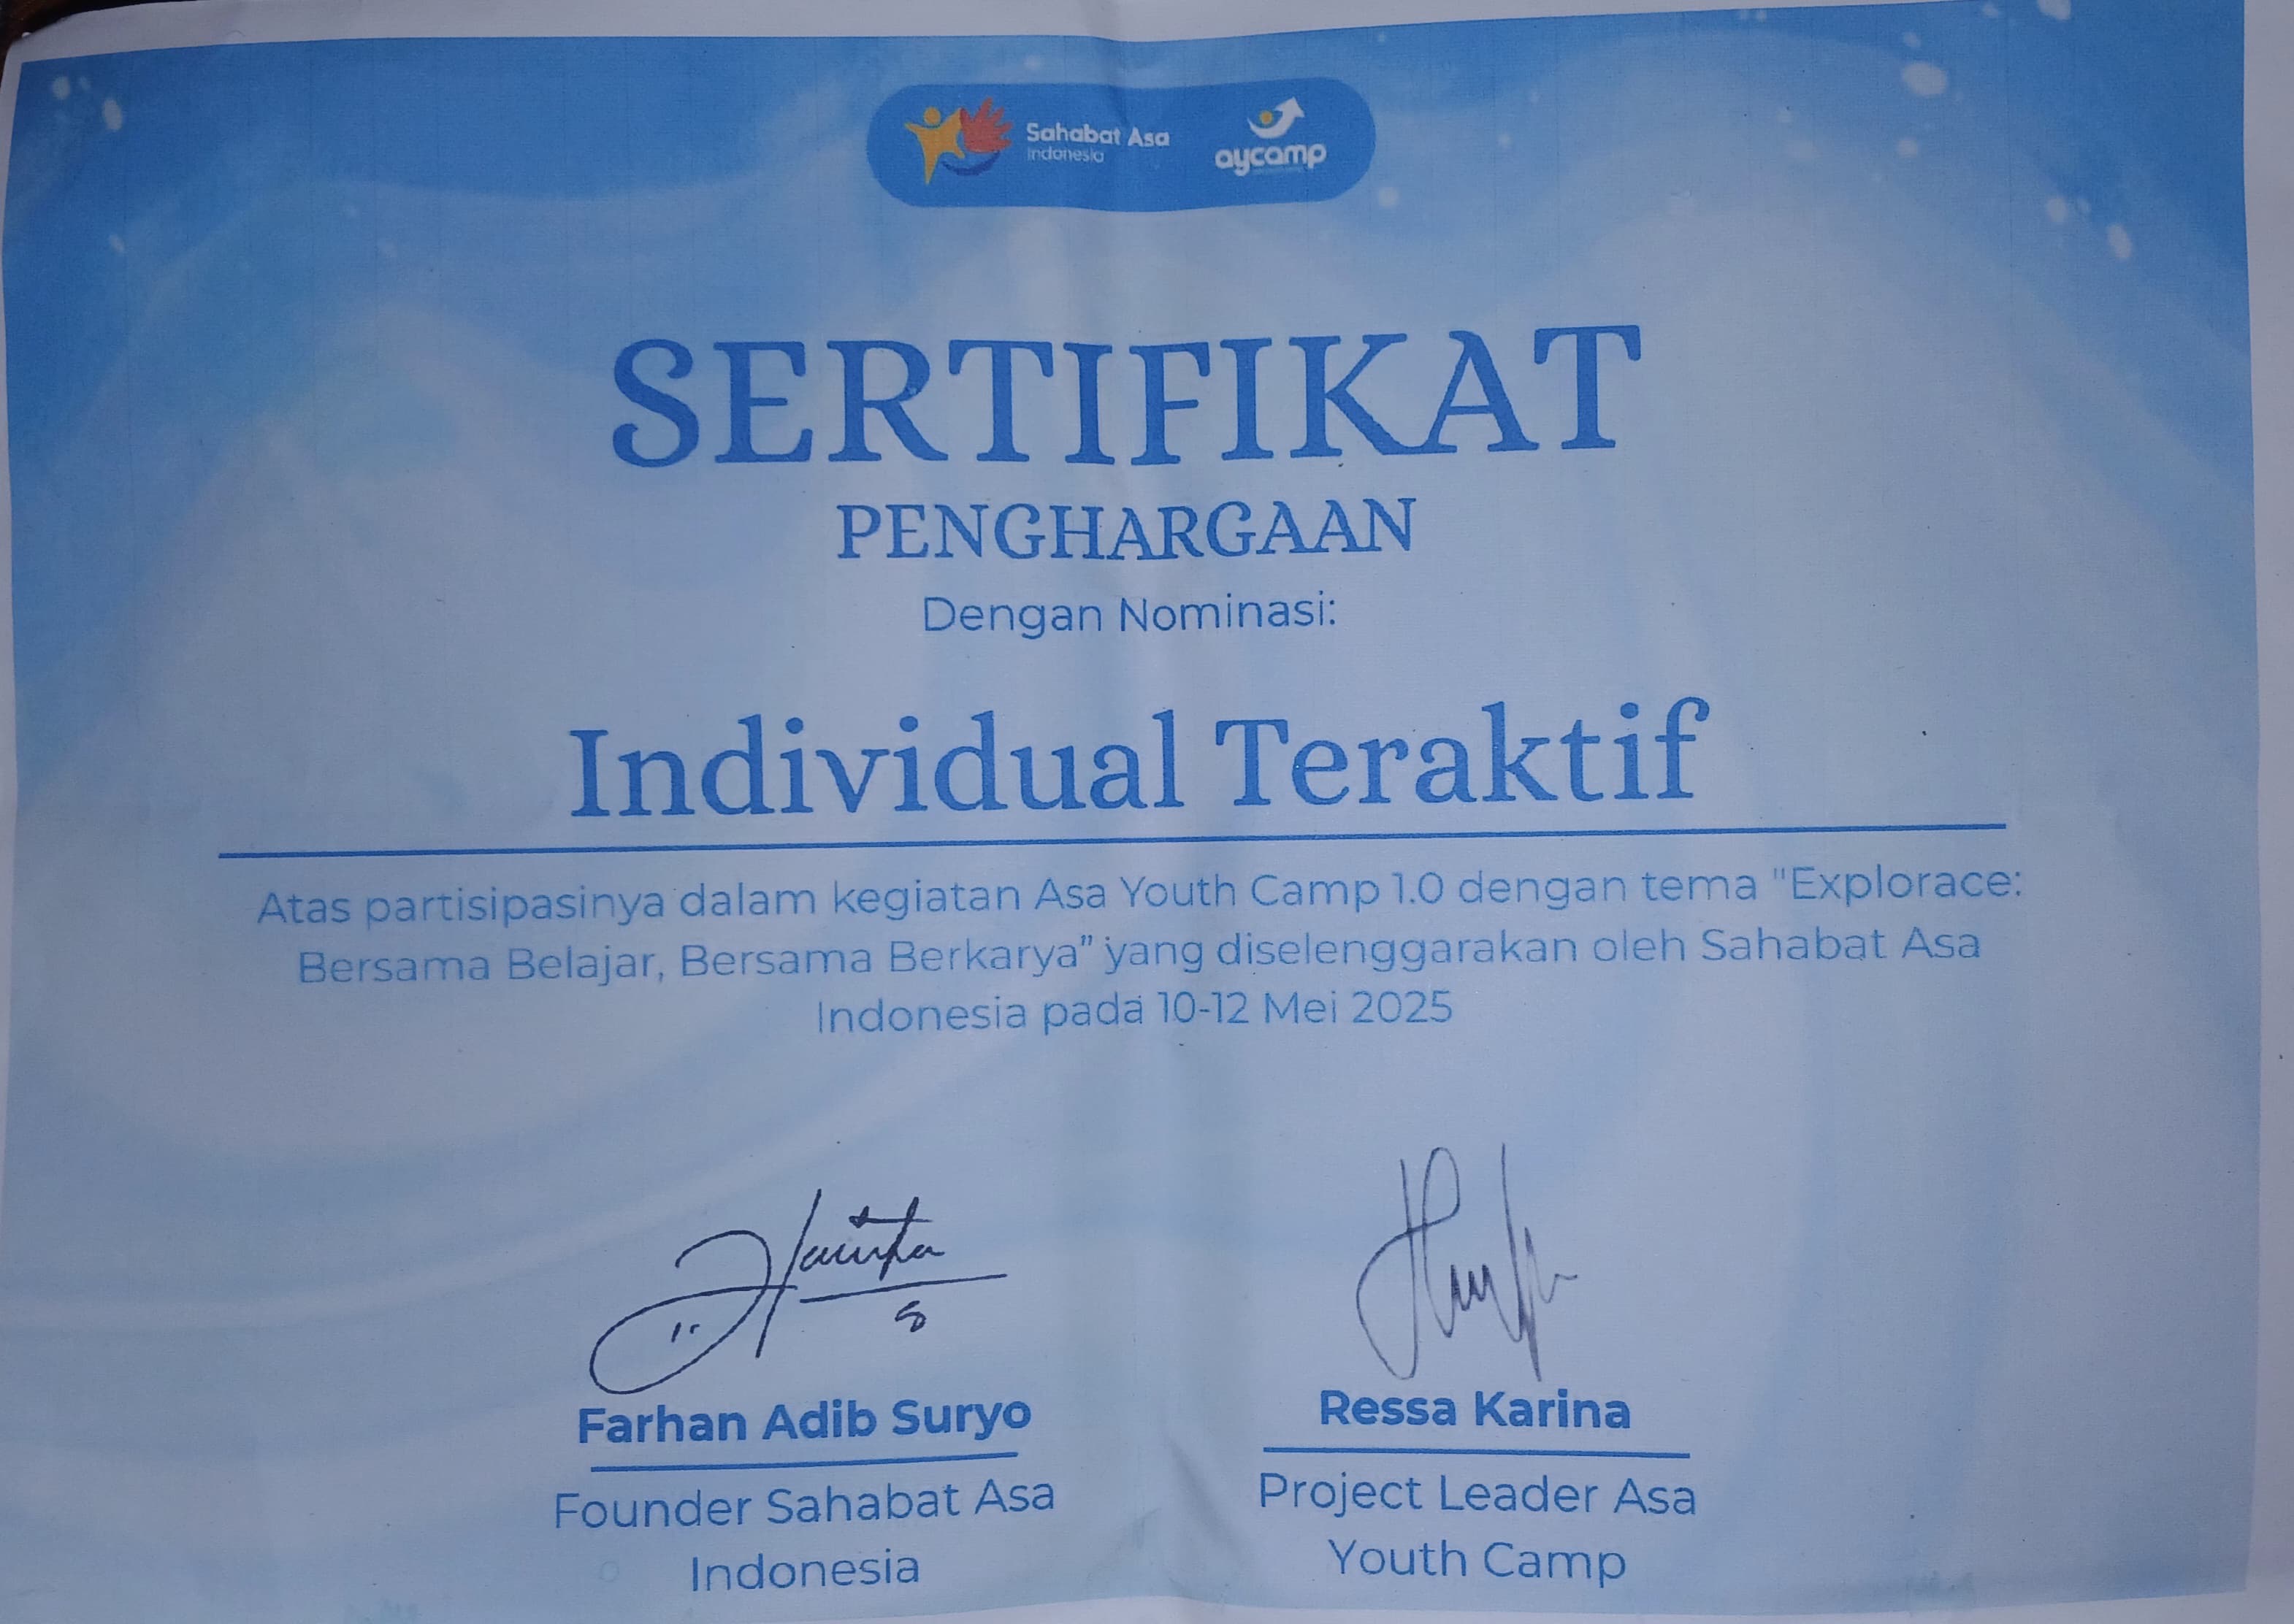 Sahabat Asa
Indonesia
aycamp
SERTIFIKAT
PENGHARGAAN
Dengan Nominasi:
Individual Teraktif
Atas partisipasinya dalam kegiatan Asa Youth Camp 1.0 dengan tema "Explorace:
Bersama Belajar, Bersama Berkarya” yang diselenggarakan oleh Sahabat Asa
Indonesia pada 10-12 Mei 2025
Farhan Adib Suryo
Founder Sahabat Asa
Indonesia
Ressa Karina
Project Leader Asa
Youth Camp